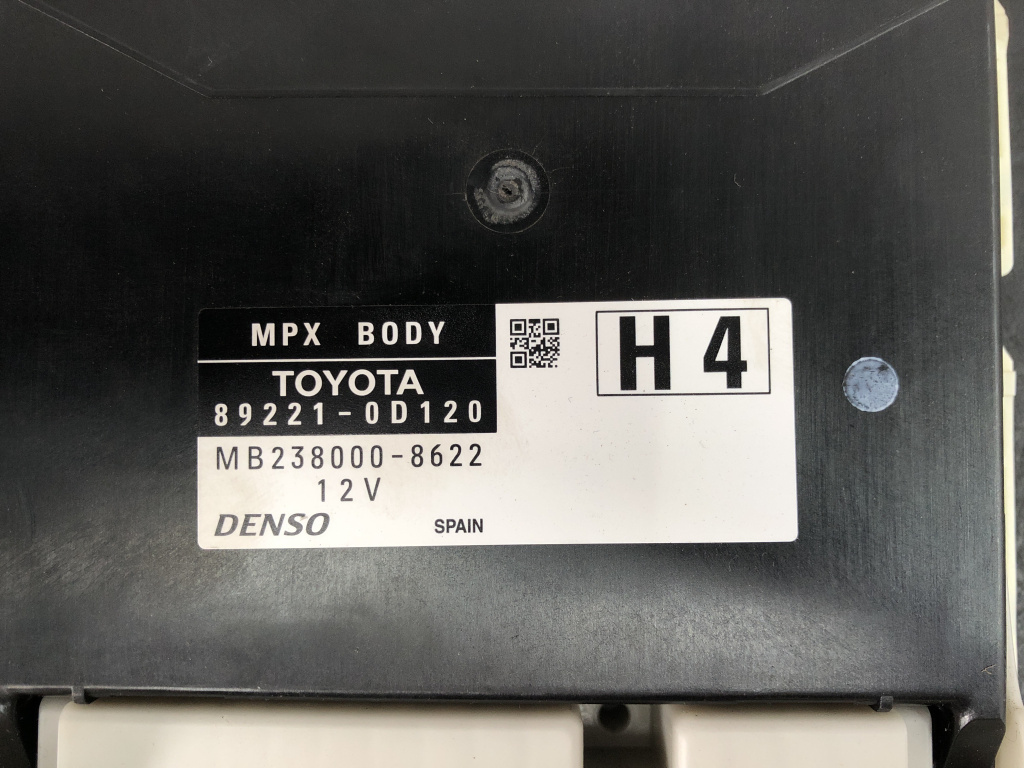 MPX BODY
TOYOTA
89221-0D120
MB238000-8622
12V
DENSO SPAIN
H4